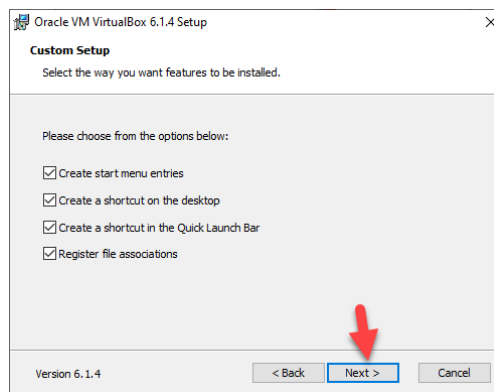 Oracle VM VirtualBox 6.1.4 Setup
Custom Setup
Select the way you want features to be installed.
Please choose from the options below:
Create start menu entries
Create a shortcut on the desktop
Create a shortcut in the Quick Launch Bar
Register file associations
Version 6.1.4
< Back
Next >
Cancel